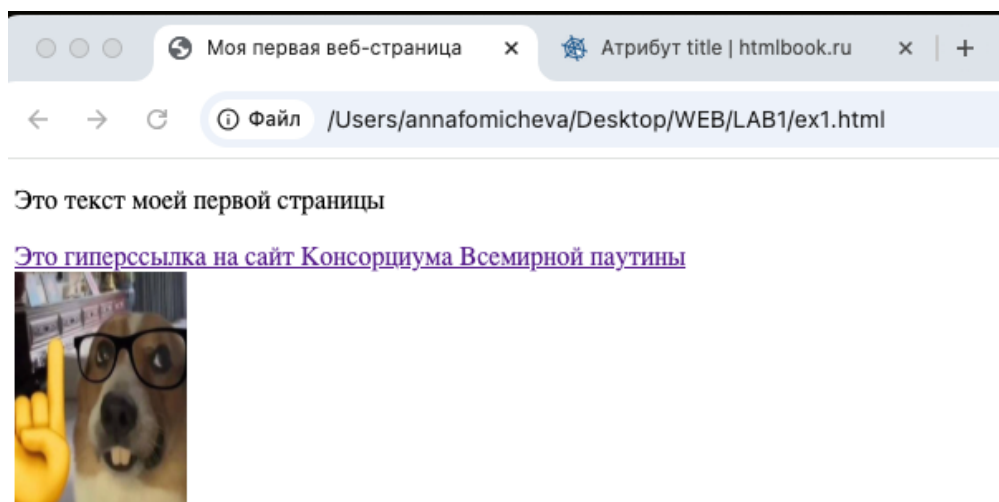 Моя первая веб-страница
Атрибут title | htmlbook.ru
Файл /Users/annafomicheva/Desktop/WEB/LAB1/ex1.html
Это текст моей первой страницы
Это гиперссылка на сайт Консорциума Всемирной паутины